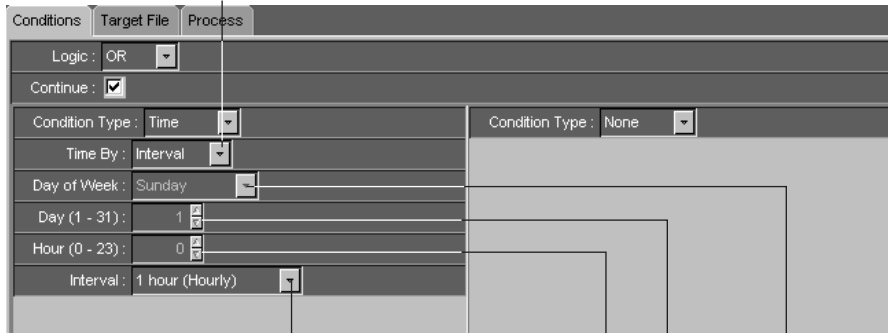 Conditions Target File Process
Logic : OR
Continue :
Condition Type : Time
Time By : Interval
Day of Week : Sunday
Day (1 - 31) : 1
Hour (0 - 23) : 0
Interval : 1 hour (Hourly)
Condition Type : None